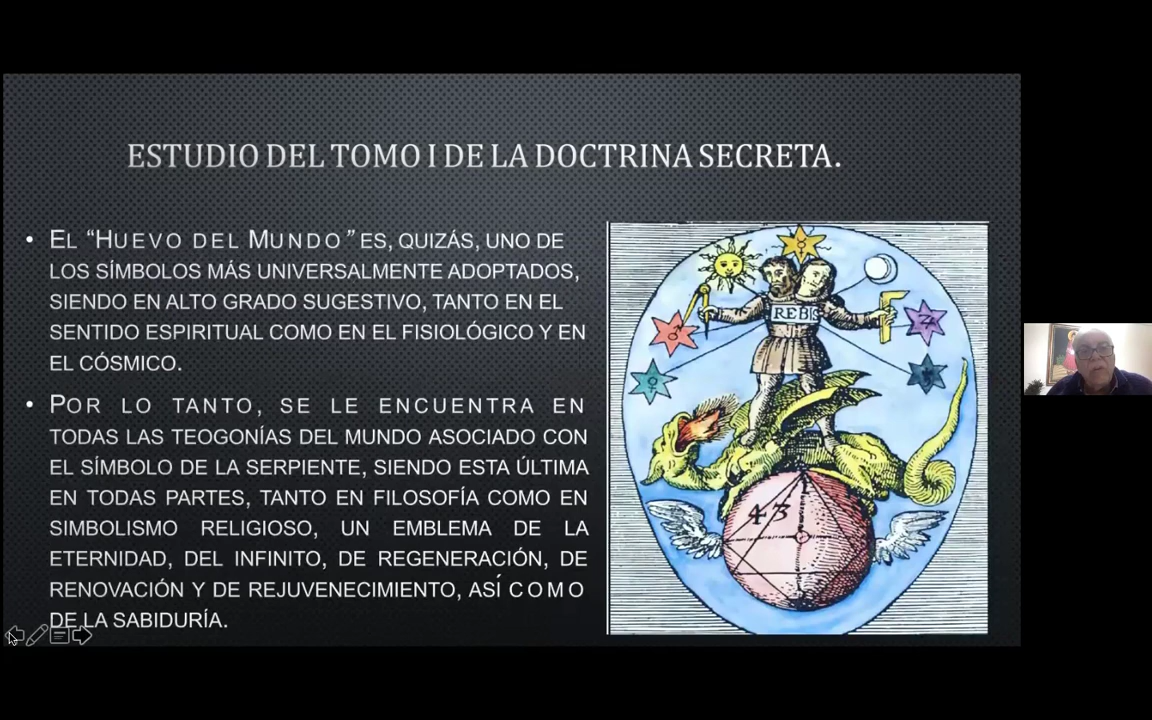 ESTUDIO DEL TOMO I DE LA DOCTRINA SECRETA.
• EL “HUEVO DEL MUNDO” ES, QUIZÁS, UNO DE
LOS SÍMBOLOS MÁS UNIVERSALMENTE ADOPTADOS,
SIENDO EN ALTO GRADO SUGESTIVO, TANTO EN EL
SENTIDO ESPIRITUAL COMO EN EL FISIOLÓGICO Y EN
EL CÓSMICO.
• POR LO TANTO, SE LE ENCUENTRA EN
TODAS LAS TEOGONÍAS DEL MUNDO ASOCIADO CON
EL SÍMBOLO DE LA SERPIENTE, SIENDO ESTA ÚLTIMA
EN TODAS PARTES, TANTO EN FILOSOFÍA COMO EN
SIMBOLISMO RELIGIOSO, UN EMBLEMA DE LA
ETERNIDAD, DEL INFINITO, DE REGENERACIÓN, DE
RENOVACIÓN Y DE REJUVENECIMIENTO, ASÍ COMO
DE LA SABIDURÍA.
REBIS
4 3